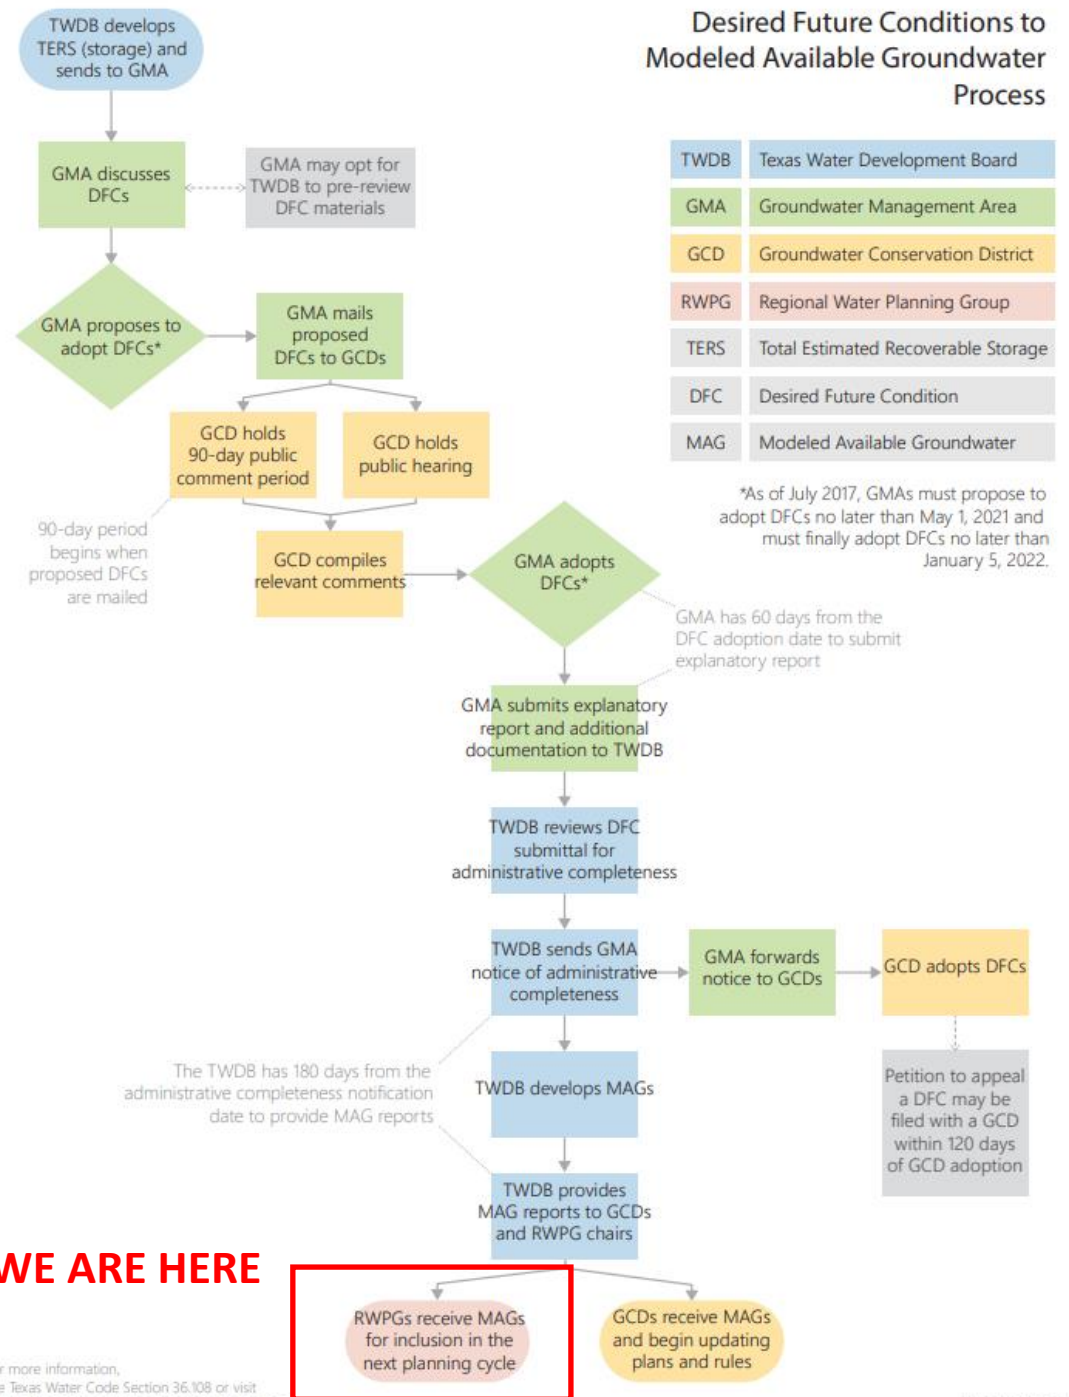 Desired Future Conditions to
Modeled Available Groundwater
Process
TWDB Texas Water Development Board
GMA Groundwater Management Area
GCD Groundwater Conservation District
RWPG Regional Water Planning Group
TERS Total Estimated Recoverable Storage
DFC Desired Future Condition
MAG Modeled Available Groundwater
*As of July 2017, GMAs must propose to
adopt DFCs no later than May 1, 2021 and
must finally adopt DFCs no later than
January 5, 2022.
TWDB develops
TERS (storage) and
sends to GMA
GMA discusses
DFCs
GMA may opt for
TWDB to pre-review
DFC materials
GMA proposes to
adopt DFCs*
GMA mails
proposed
DFCs to GCDs
GCD holds
90-day public
comment period
GCD holds
public hearing
90-day period
begins when
proposed DFCs
are mailed
GCD compiles
relevant comments
GMA adopts
DFCs*
GMA has 60 days from the
DFC adoption date to submit
explanatory report
GMA submits explanatory
report and additional
documentation to TWDB
TWDB reviews DFC
submittal for
administrative completeness
TWDB sends GMA
notice of administrative
completeness
GMA forwards
notice to GCDs
GCD adopts DFCs
The TWDB has 180 days from the
administrative completeness notification
date to provide MAG reports
TWDB develops MAGs
Petition to appeal
a DFC may be
filed with a GCD
within 120 days
of GCD adoption
TWDB provides
MAG reports to GCDs
and RWPG chairs
WE ARE HERE
RWPGs receive MAGs
for inclusion in the
next planning cycle
GCDs receive MAGs
and begin updating
plans and rules
r more information,
e Texas Water Code Section 36.108 or visit